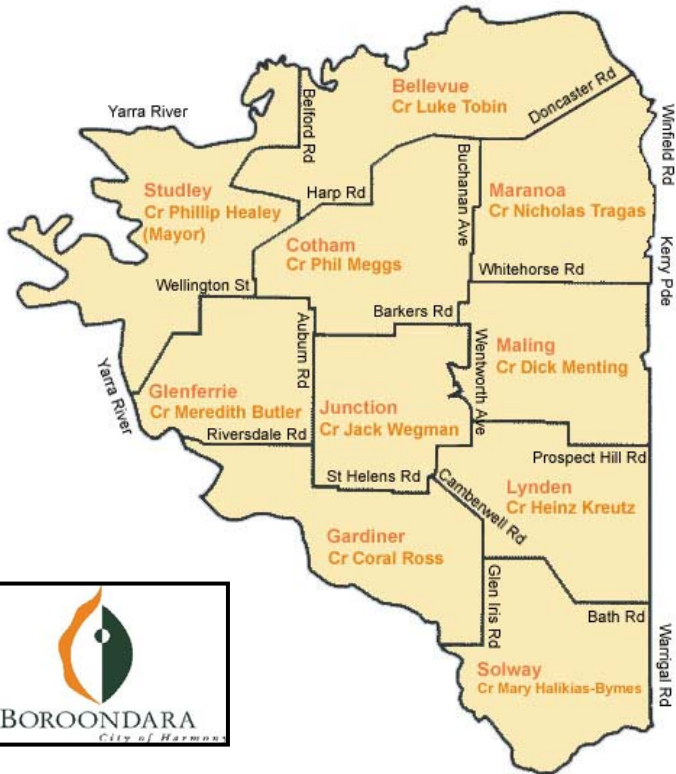 Bellevue
Cr Luke Tobin
Doncaster Rd
Yarra River
Belford Rd
Winfield Rd
Studley
Cr Phillip Healey
(Mayor)
Harp Rd
Buchanan Ave
Maranoa
Cr Nicholas Tragas
Cotham
Cr Phil Meggs
Kerry Pde
Whitehorse Rd
Wellington St
Barkers Rd
Auburn Rd
Wentworth Ave
Maling
Cr Dick Menting
Yarra River
Glenferrie
Cr Meredith Butler
Junction
Cr Jack Wegman
Riversdale Rd
Prospect Hill Rd
St Helens Rd
Camberwell Rd
Lynden
Cr Heinz Kreutz
Gardiner
Cr Coral Ross
Glen Iris Rd
Bath Rd
Warrigal Rd
Solway
Cr Mary Halikias-Byrnes
BOROONDARA
City of Harmony